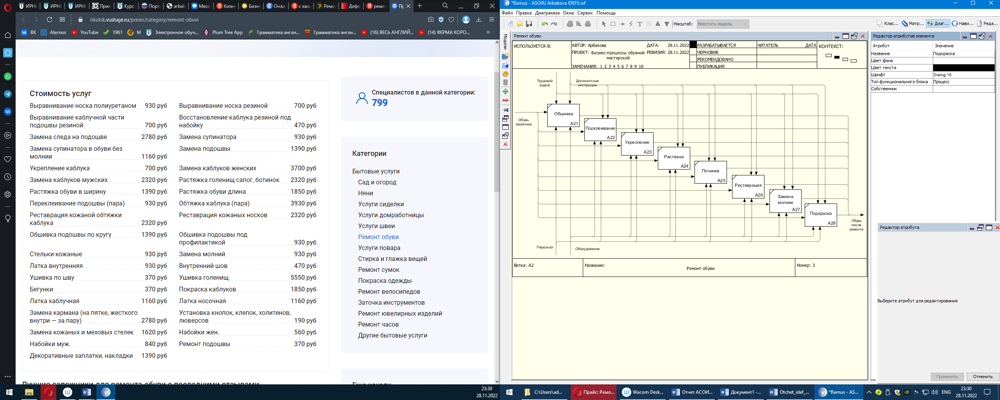 ИРНИ
ИРНИ
ИРНИ
Прик
Курс:
Порт
arbak
Месс
бизне
Бизне
Онла
с как
Ремо
Дефе
ремо
Пр
irkutsk.vusluge.ru/prices/category/remont-obuvi
ВК
Aternos
YouTube
1961
М
Электронное обуч...
Plum Tree App
Грамматика англи...
Грамматика англи...
(16) ВЕСЬ АНГЛИЙ...
(14) ФЕРМА КОРО...
Стоимость услуг
Выравнивание носка полиуретаном 930 руб
Выравнивание носка резиной 700 руб
Выравнивание каблучной части
подошвы резиной 700 руб
Восстановление каблука резиной под
набойку 470 руб
Замена следа на подошве 2780 руб
Замена супинатора 930 руб
Замена супинатора в обуви без
молнии 1160 руб
Замена подошвы 1390 руб
Укрепление каблука 700 руб
Замена каблуков женских 3700 руб
Замена каблуков мужских 2320 руб
Растяжка голенищ сапог, ботинок 2320 руб
Растяжка обуви в ширину 1390 руб
Растяжка обуви длина 1850 руб
Переклеивание подошвы (пара) 930 руб
Обтяжка каблука (пара) 3930 руб
Реставрация кожаной обтяжки
каблука 2320 руб
Реставрация кожаных носков 2320 руб
Обшивка подошвы по кругу 1390 руб
Обшивка подошвы под
профилактикой 930 руб
Стельки кожаные 930 руб
Замена молний 930 руб
Латка внутренняя 930 руб
Внутренний шов 470 руб
Ушивка по шву 370 руб
Ушивка голенищ 5550 руб
Бегунки 370 руб
Покраска каблуков 1850 руб
Латка каблучная 1160 руб
Латка носочная 1160 руб
Замена кармана (на пятке, жесткого
внутри — за пару) 2780 руб
Установка кнопок, клепок, холитенов,
люверсов 190 руб
Замена кожаных и меховых стелек 1620 руб
Набойки жен. 560 руб
Набойки муж. 840 руб
Ремонт подошвы 370 руб
Декоративные заплатки, накладки 1390 руб
Лучшие сапожники для ремонта обуви с последними отзывами
Специалистов в данной категории:
799
Категории
Бытовые услуги
Сад и огород
Няни
Услуги сиделки
Услуги домработницы
Услуги швеи
Ремонт обуви
Услуги повара
Стирка и глажка вещей
Ремонт сумок
Покраска одежды
Ремонт велосипедов
Заточка инструментов
Ремонт ювелирных изделий
Ремонт часов
Другие бытовые услуги
Еще искали
23:30
28.11.2022
*Ramus - ASOIIU Arbakova IDEF0.rsf
Файл Правка Диаграмма Окна Сервис Помощь
Масштаб: Вместить модель
Клас... Матр... Диаг... Нави... Реда...
Модели
Ремонт обуви
ИСПОЛЬЗУЕТСЯ В:
АВТОР: Арбакова
ДАТА: 28.11.2022
ПРОЕКТ: Бизнес-процессы обувной
мастерской
РЕВИЗИЯ: 28.11.2022
ЗАМЕЧАНИЯ: 1 2 3 4 5 6 7 8 9 10
РАЗРАБАТЫВАЕТСЯ
ЧЕРНОВИК
РЕКОМЕНДОВАНО
ПУБЛИКАЦИЯ
ЧИТАТЕЛЬ ДАТА
КОНТЕКСТ:
Трудовой
кодекс
Должностные
инструкции
Обувь
заказчика
Обшивка
A21
Подклеивание
A22
Укрепление
A23
Растяжка
A24
Починка
A25
Реставрация
A26
Замена
молнии
A27
Подкраска
A28
Обувь
после
ремонта
Персонал
Оборудование
Ветка: A2
Название:
Ремонт обуви
Номер: 3
Редактор атрибутов элемента
Атрибут Значение
Название Подкраска
Цвет фона
Цвет текста
Шрифт Dialog 10
Тип функционального блока Процесс
Собственник
Редактор атрибута
Выберите атрибут для редактирования
Применить Отменить
C:\Users\ad...
Прайс: Ремо...
Wacom Desk...
Отчет АСОИ...
Документ1 -...
Otchet_idef_...
*Ramus - AS...
ENG
23:30
28.11.2022